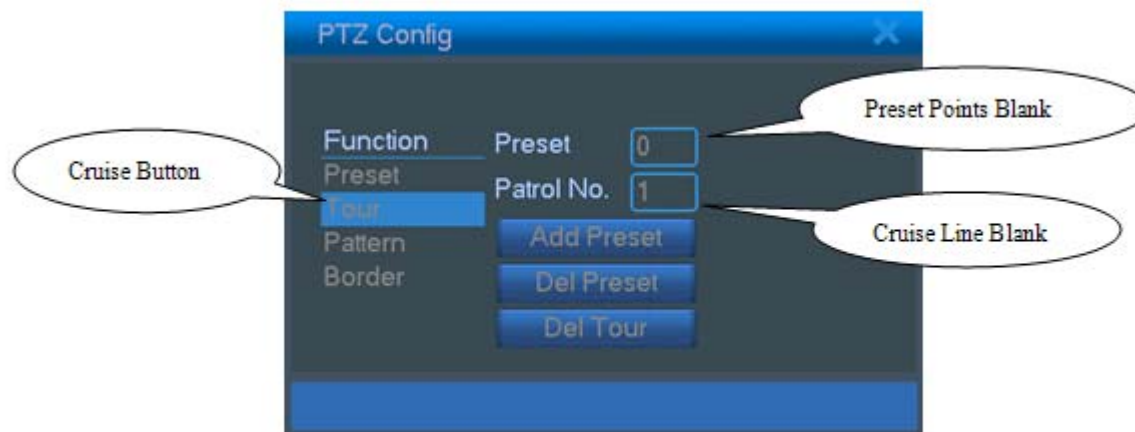 PTZ Config
Preset Points Blank
Function
Preset
0
Cruise Button
Preset
Patrol No.
1
Tour
Cruise Line Blank
Pattern
Add Preset
Border
Del Preset
Del Tour